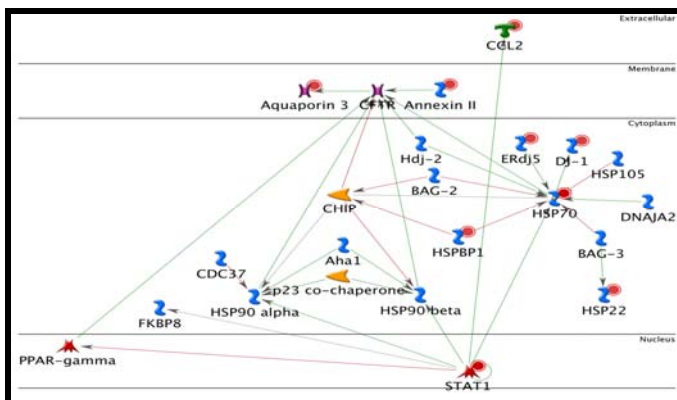 Extracellular
CCL2
Membrane
Aquaporin 3
CFTR
Annexin II
Cytoplasm
Hdj-2
ERdj5
DJ-1
HSP105
BAG-2
CHIP
HSP70
DNAJA2
HSPBP1
BAG-3
Aha1
CDC37
p23 co-chaperone
HSP90 alpha
HSP90 beta
HSP22
FKBP8
Nucleus
PPAR-gamma
STAT1